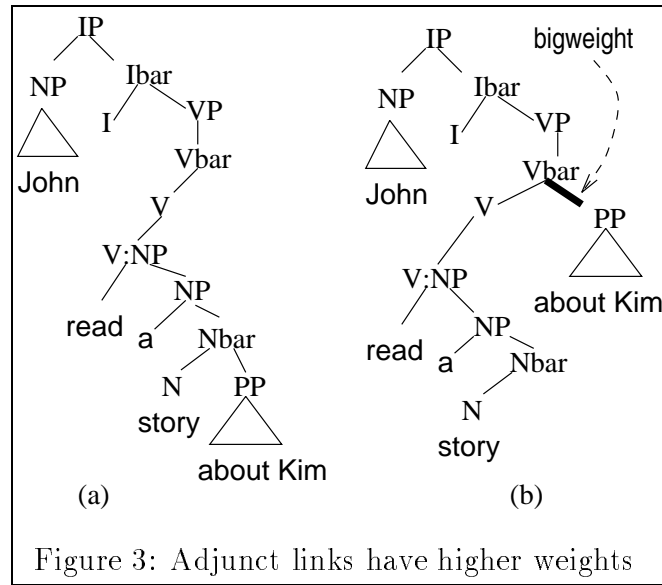 IP
NP
Ibar
I
VP
John
Vbar
V
V:NP
read
NP
a
Nbar
N
PP
story
about Kim
(a)
IP
bigweight
NP
Ibar
I
VP
John
Vbar
V
PP
V:NP
about Kim
read
NP
a
Nbar
N
story
(b)
Figure 3: Adjunct links have higher weights